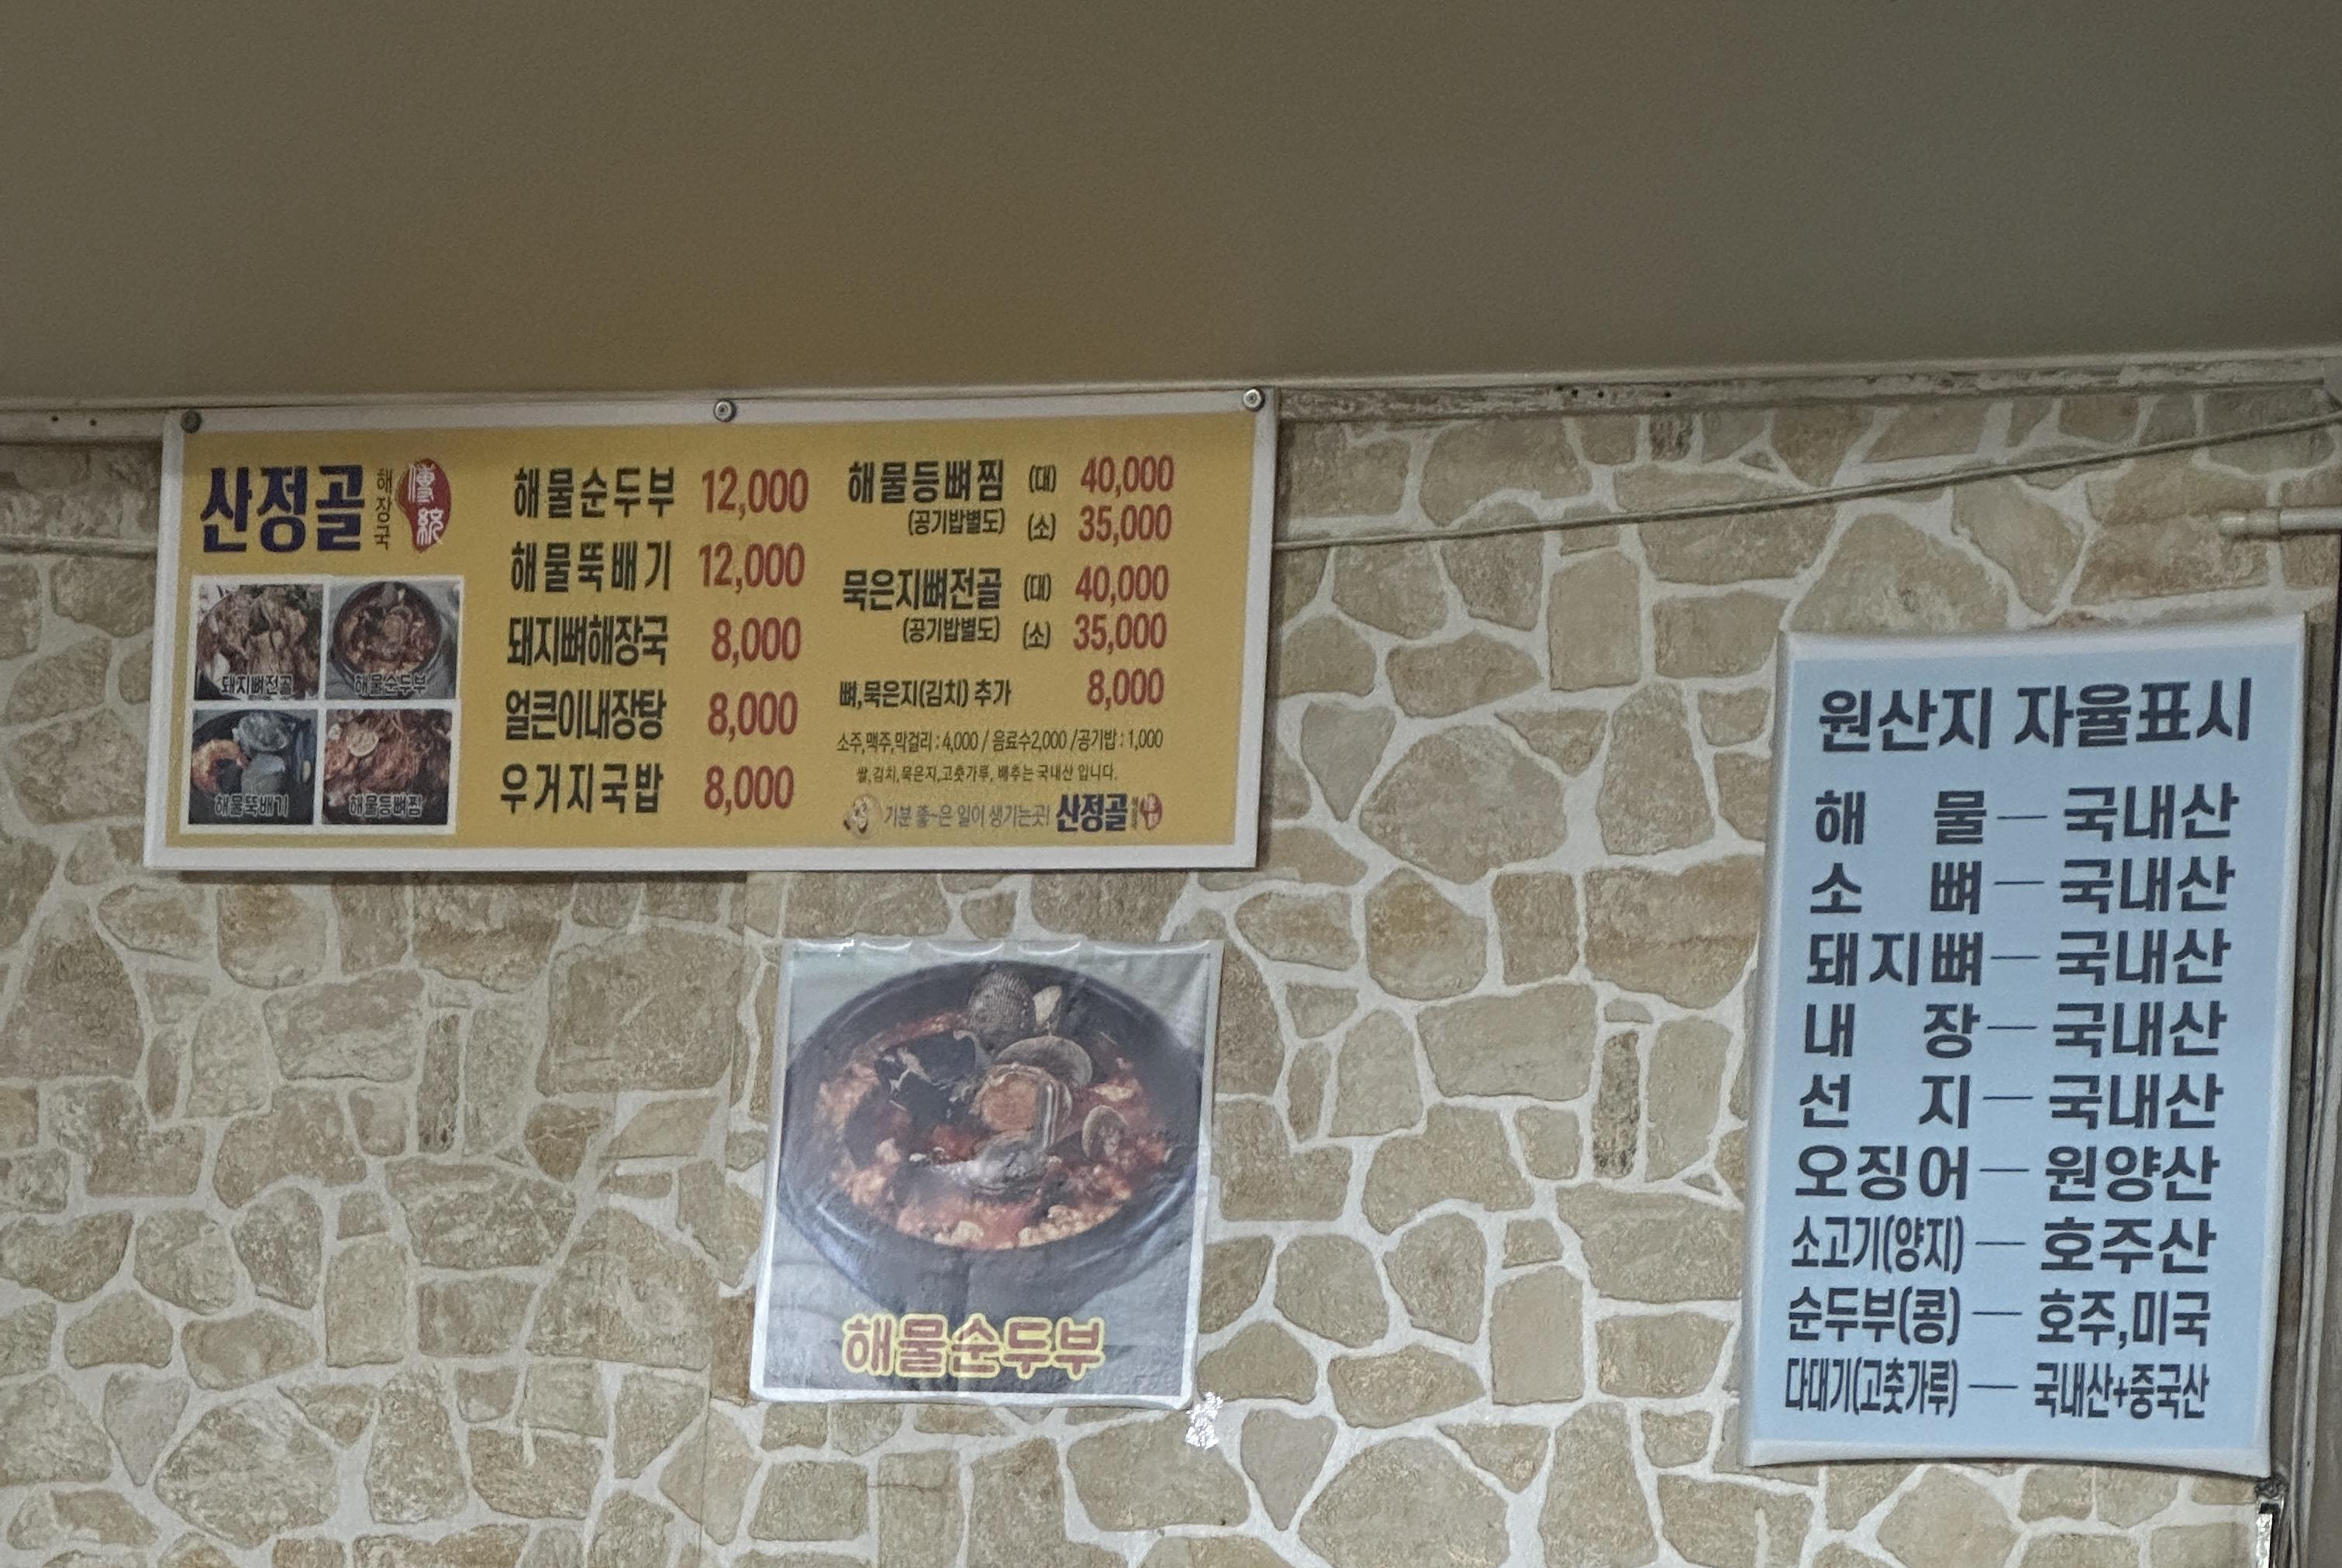 산정골 해장국 傳統
돼지뼈전골 해물순두부
해물뚝배기 해물등뼈찜
해물순두부 12,000
해물뚝배기 12,000
돼지뼈해장국 8,000
얼큰이내장탕 8,000
우거지국밥 8,000
해물등뼈찜 (대) 40,000
(공기밥별도) (소) 35,000
묵은지뼈전골 (대) 40,000
(공기밥별도) (소) 35,000
뼈,묵은지(김치) 추가 8,000
소주,맥주,막걸리 : 4,000 / 음료수2,000 /공기밥 : 1,000
쌀,김치,묵은지,고춧가루, 배추는 국내산 입니다.
기분 좋~은 일이 생기는곳! 산정골
해물순두부
원산지 자율표시
해 물 — 국내산
소 뼈 — 국내산
돼지뼈 — 국내산
내 장 — 국내산
선 지 — 국내산
오징어 — 원양산
소고기(양지) — 호주산
순두부(콩) — 호주,미국
다대기(고춧가루) — 국내산+중국산